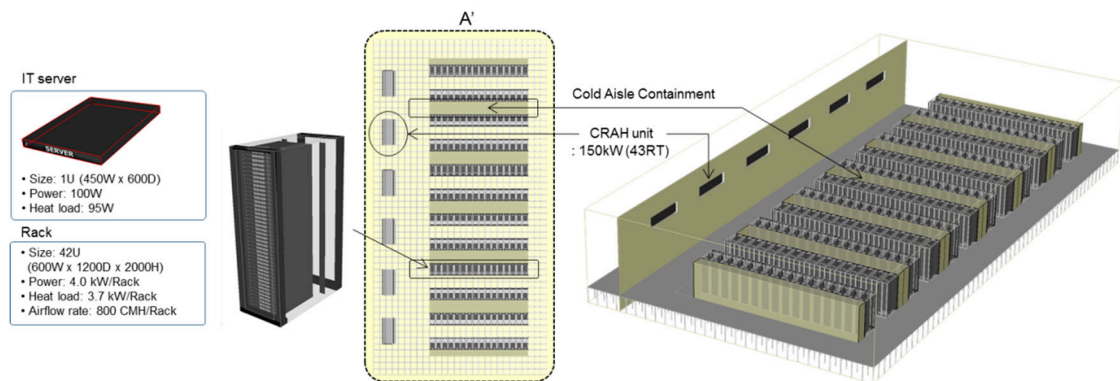 IT server
SERVER
• Size: 1U (450W x 600D)
• Power: 100W
• Heat load: 95W
Rack
• Size: 42U
(600W x 1200D x 2000H)
• Power: 4.0 kW/Rack
• Heat load: 3.7 kW/Rack
• Airflow rate: 800 CMH/Rack
A'
Cold Aisle Containment
CRAH unit
: 150kW (43RT)